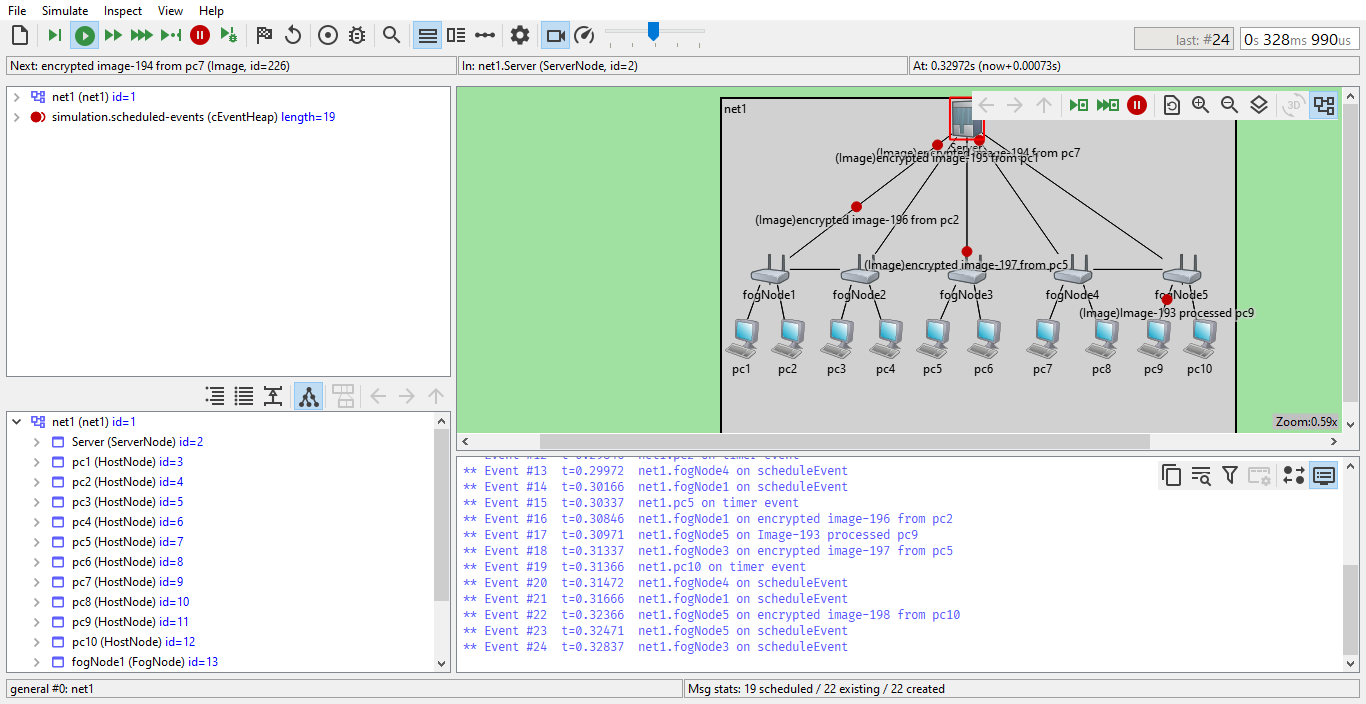 File Simulate Inspect View Help
last: #24 0s 328ms 990us
Next: encrypted image-194 from pc7 (Image, id=226) In: net1.Server (ServerNode, id=2) At: 0.32972s (now+0.00073s)
net1 (net1) id=1
simulation.scheduled-events (cEventHeap) length=19
net1
3D
Server
(Image)encrypted image-194 from pc7
(Image)encrypted image-195 from pc1
(Image)encrypted image-196 from pc2
(Image)encrypted image-197 from pc5
fogNode1 fogNode2 fogNode3 fogNode4 fogNode5
(Image)Image-193 processed pc9
pc1 pc2 pc3 pc4 pc5 pc6 pc7 pc8 pc9 pc10
Zoom:0.59x
net1 (net1) id=1
Server (ServerNode) id=2
pc1 (HostNode) id=3
pc2 (HostNode) id=4
pc3 (HostNode) id=5
pc4 (HostNode) id=6
pc5 (HostNode) id=7
pc6 (HostNode) id=8
pc7 (HostNode) id=9
pc8 (HostNode) id=10
pc9 (HostNode) id=11
pc10 (HostNode) id=12
fogNode1 (FogNode) id=13
** Event #13 t=0.29972 net1.fogNode4 on scheduleEvent
** Event #14 t=0.30166 net1.fogNode1 on scheduleEvent
** Event #15 t=0.30337 net1.pc5 on timer event
** Event #16 t=0.30846 net1.fogNode1 on encrypted image-196 from pc2
** Event #17 t=0.30971 net1.fogNode5 on Image-193 processed pc9
** Event #18 t=0.31337 net1.fogNode3 on encrypted image-197 from pc5
** Event #19 t=0.31366 net1.pc10 on timer event
** Event #20 t=0.31472 net1.fogNode4 on scheduleEvent
** Event #21 t=0.31666 net1.fogNode1 on scheduleEvent
** Event #22 t=0.32366 net1.fogNode5 on encrypted image-198 from pc10
** Event #23 t=0.32471 net1.fogNode5 on scheduleEvent
** Event #24 t=0.32837 net1.fogNode3 on scheduleEvent
general #0: net1 Msg stats: 19 scheduled / 22 existing / 22 created